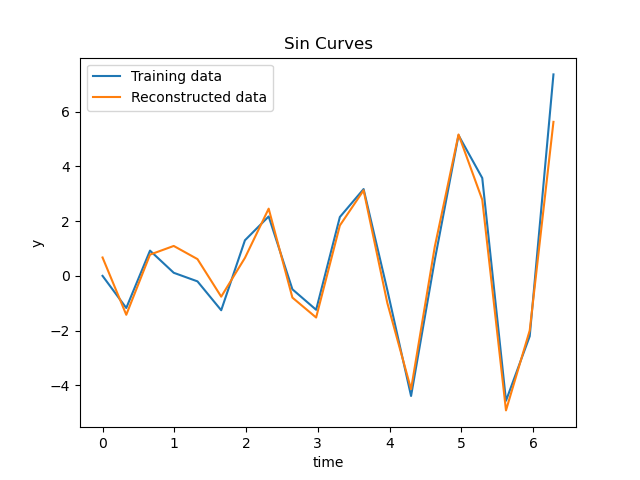 Sin Curves
Training data
Reconstructed data
6
4
2
0
−2
−4
y
0 1 2 3 4 5 6
time